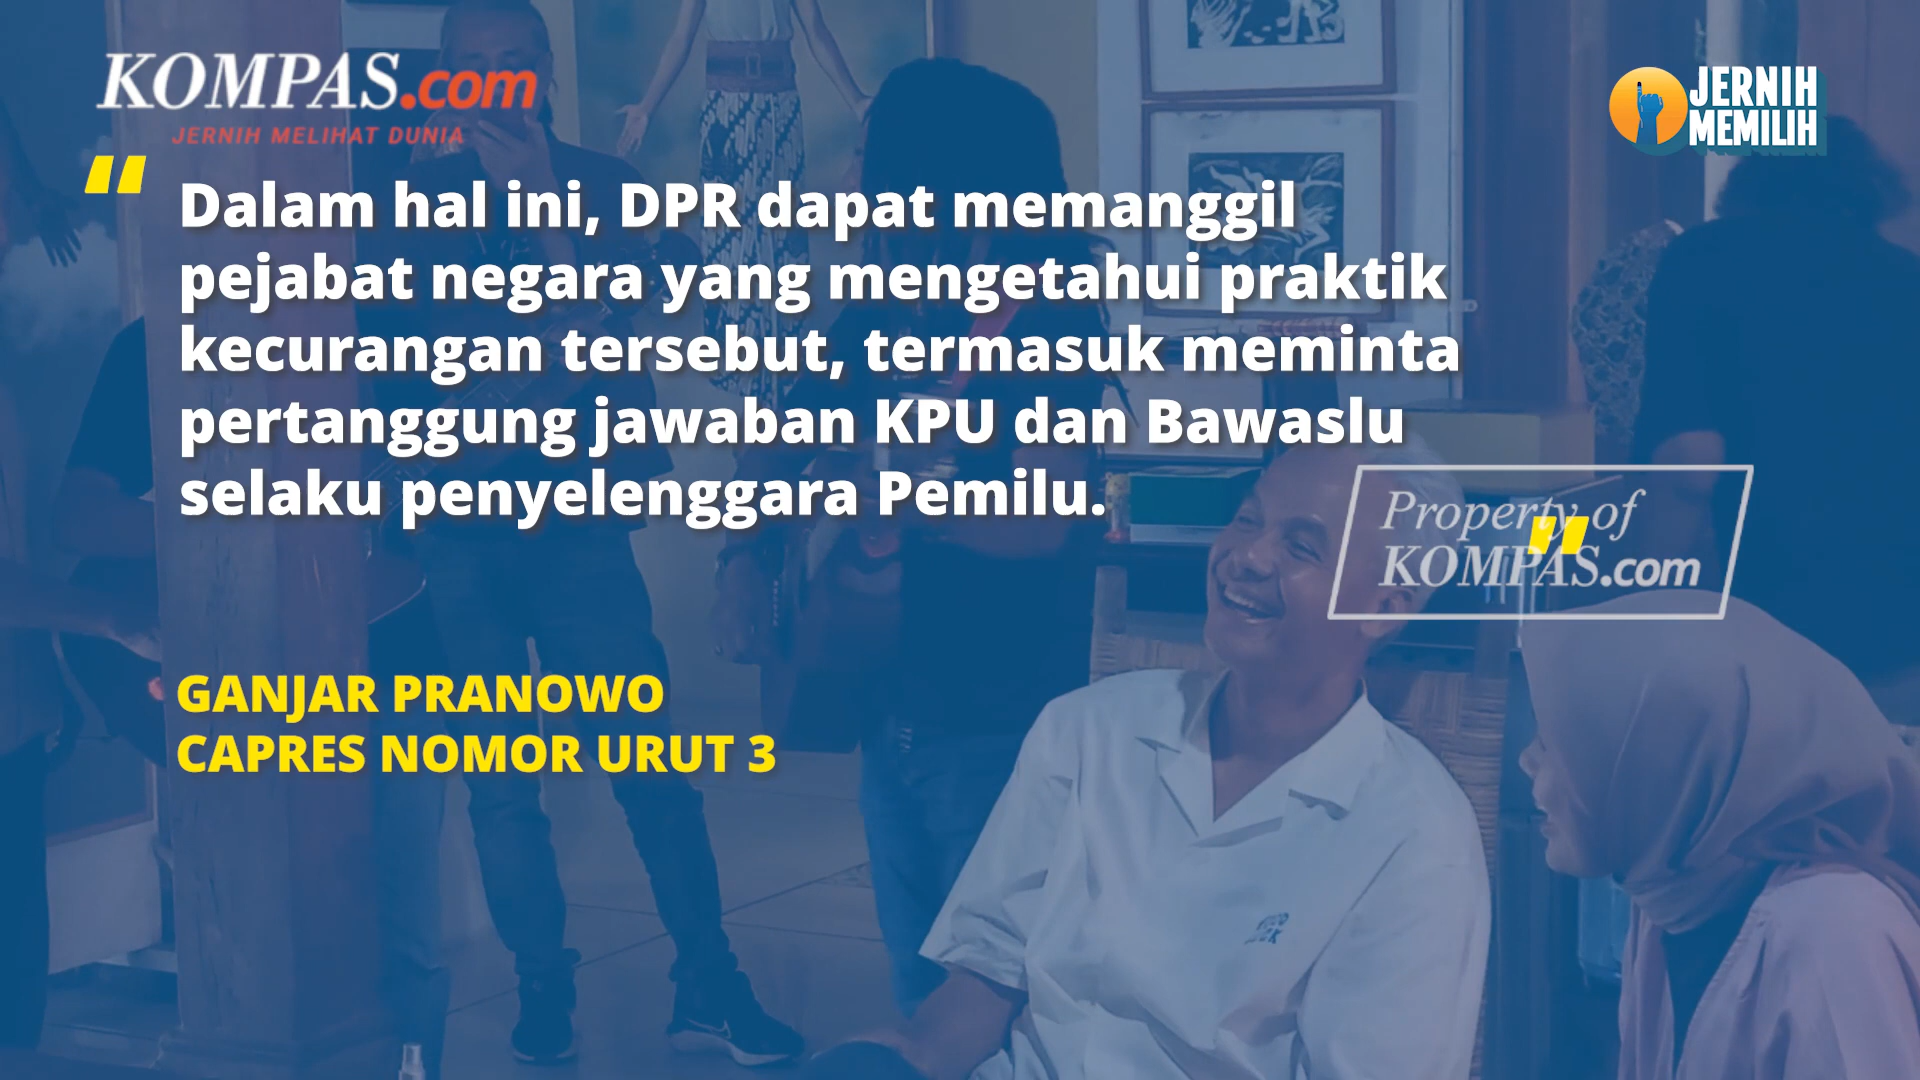 KOMPAS.com
JERNIH MELIHAT DUNIA
JERNIH
MEMILIH
“
Dalam hal ini, DPR dapat memanggil
pejabat negara yang mengetahui praktik
kecurangan tersebut, termasuk meminta
pertanggung jawaban KPU dan Bawaslu
selaku penyelenggara Pemilu.
"
Property of
KOMPAS.com
GANJAR PRANOWO
CAPRES NOMOR URUT 3